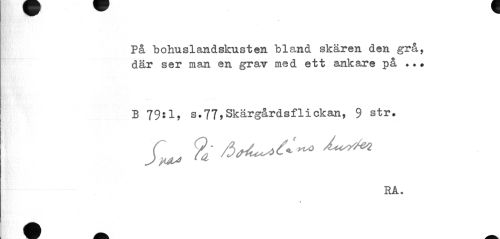 På bohuslandskusten bland skären den grå,
där ser man en grav med ett ankare på ...
B 79:1, s.77,Skärgårdsflickan, 9 str.
På Bohusläns kuster
RA.